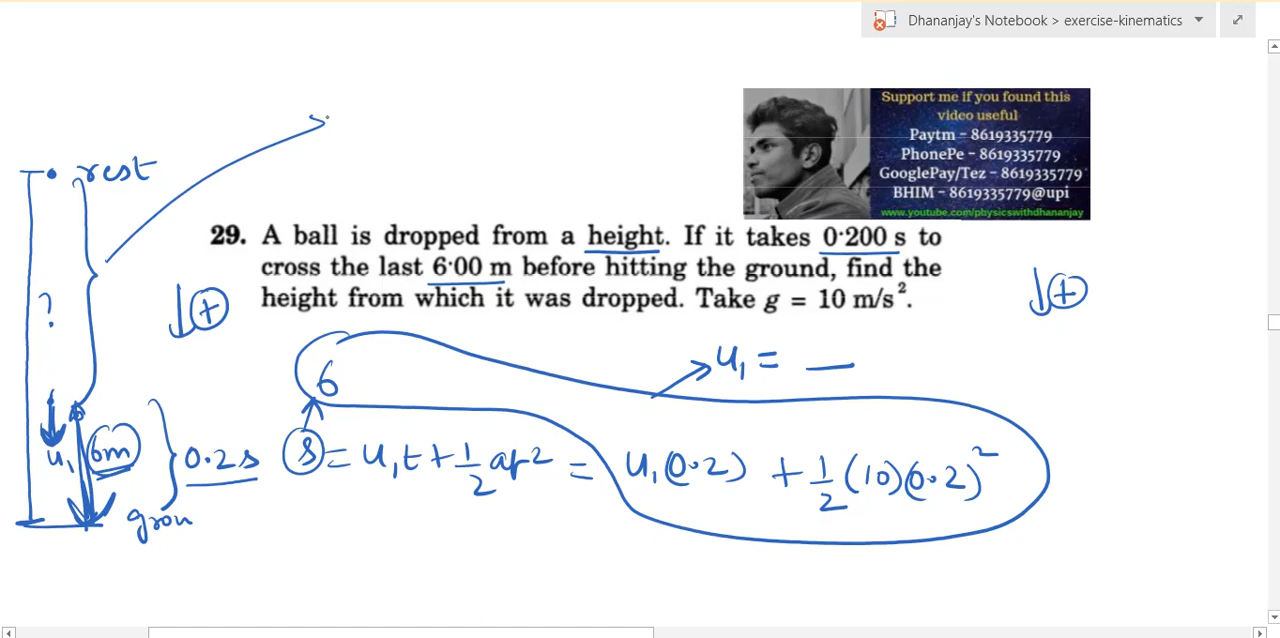 Dhananjay's Notebook > exercise-kinematics
Support me if you found this
video useful
Paytm - 8619335779
PhonePe - 8619335779
GooglePay/Tez - 8619335779
BHIM - 8619335779@upi
www.youtube.com/physicswithdhananjay
rest
29. A ball is dropped from a height. If it takes 0·200 s to
cross the last 6·00 m before hitting the ground, find the
height from which it was dropped. Take g = 10 m/s².
?
↓(+)
↓(+)
6
u₁ = __
u₁ 6m } 0.2s
s = u₁t + 1/2 at² = u₁(0.2) + 1/2 (10)(0.2)²
groun